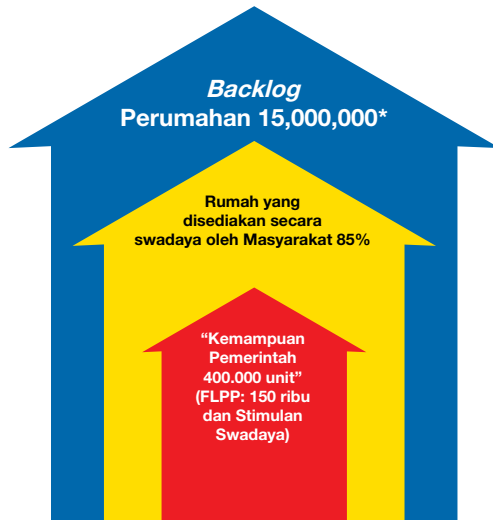 Backlog
Perumahan 15,000,000*
Rumah yang
disediakan secara
swadaya oleh Masyarakat 85%
“Kemampuan
Pemerintah
400.000 unit”
(FLPP: 150 ribu
dan Stimulan
Swadaya)